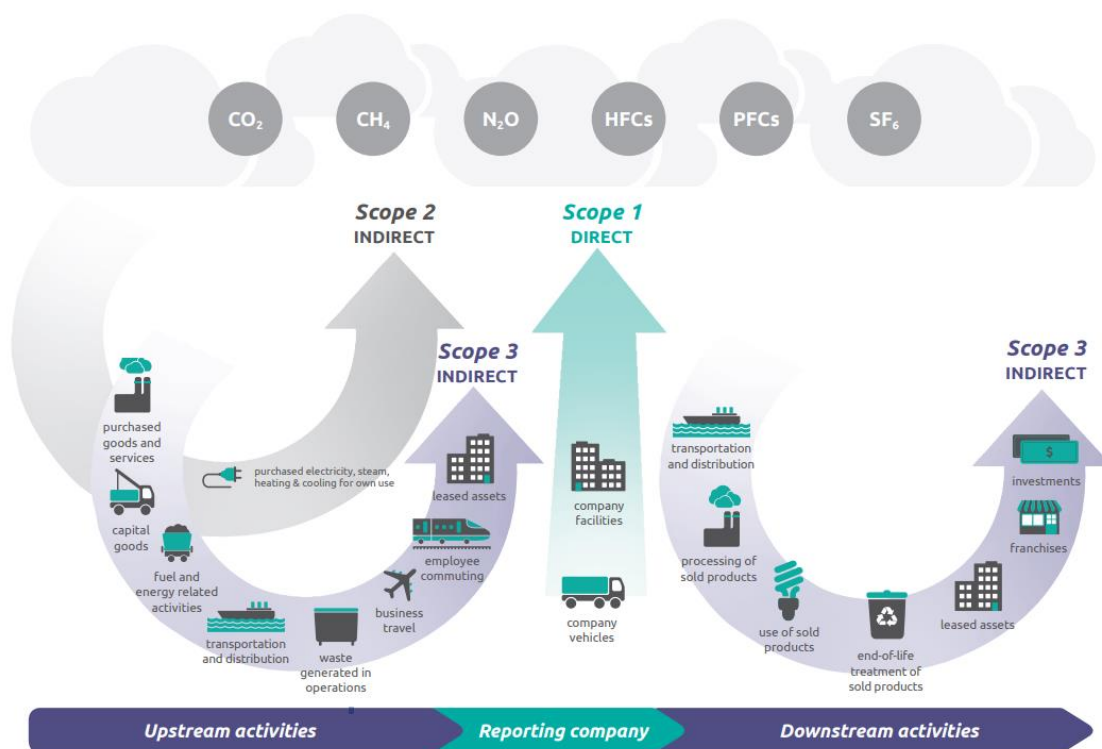 CO₂
CH₄
N₂O
HFCs
PFCs
SF₆
Scope 2
INDIRECT
Scope 1
DIRECT
Scope 3
INDIRECT
Scope 3
INDIRECT
purchased
goods and
services
capital
goods
fuel and
energy related
activities
purchased electricity, steam,
heating & cooling for own use
transportation
and distribution
waste
generated in
operations
business
travel
employee
commuting
leased assets
company
facilities
company
vehicles
transportation
and distribution
processing of
sold products
use of sold
products
end-of-life
treatment of
sold products
leased assets
franchises
$
investments
Upstream activities
Reporting company
Downstream activities